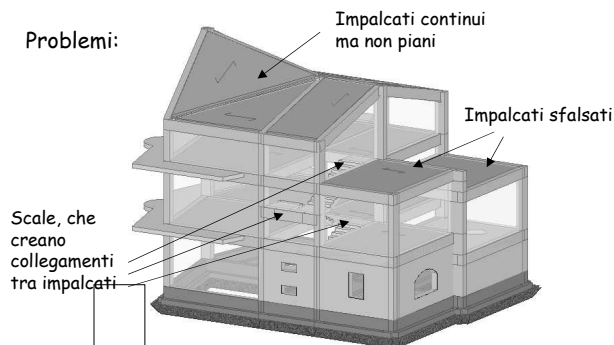 Problemi:
Impalcati continui
ma non piani
Impalcati sfalsati
Scale, che
creano
collegamenti
tra impalcati